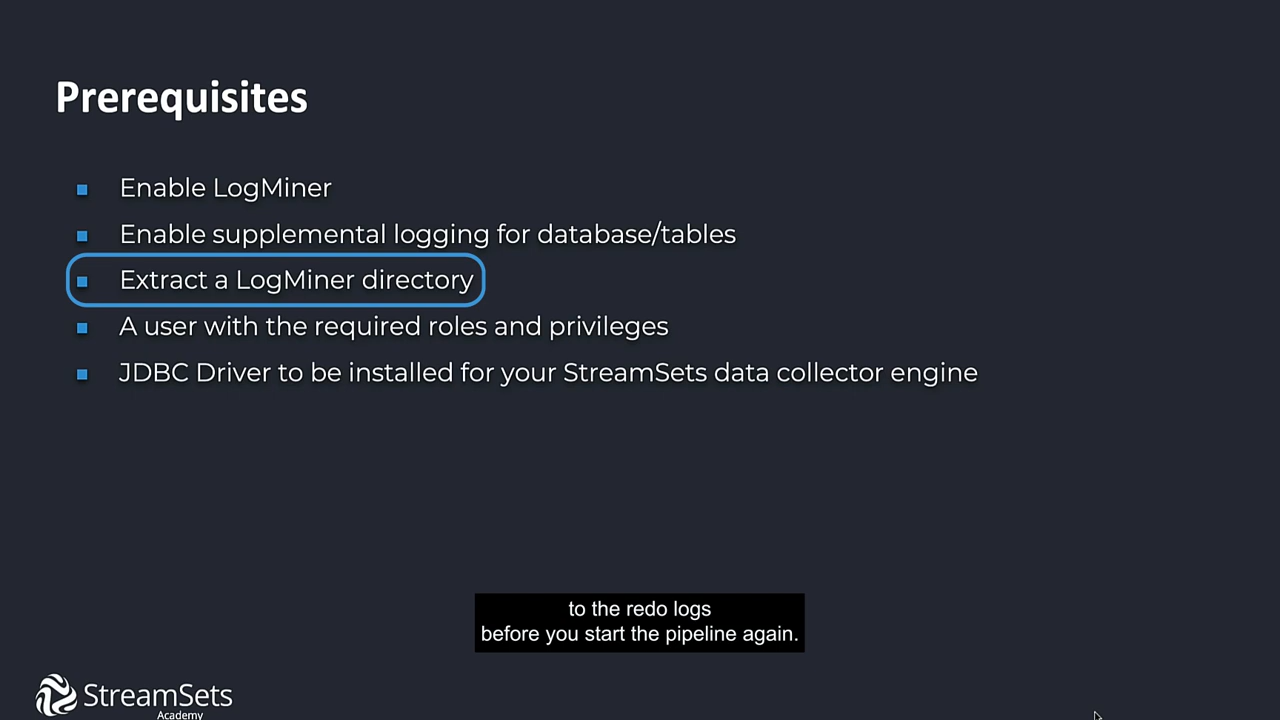 Prerequisites
Enable LogMiner
Enable supplemental logging for database/tables
Extract a LogMiner directory
A user with the required roles and privileges
JDBC Driver to be installed for your StreamSets data collector engine
to the redo logs
before you start the pipeline again.
StreamSets
Academy